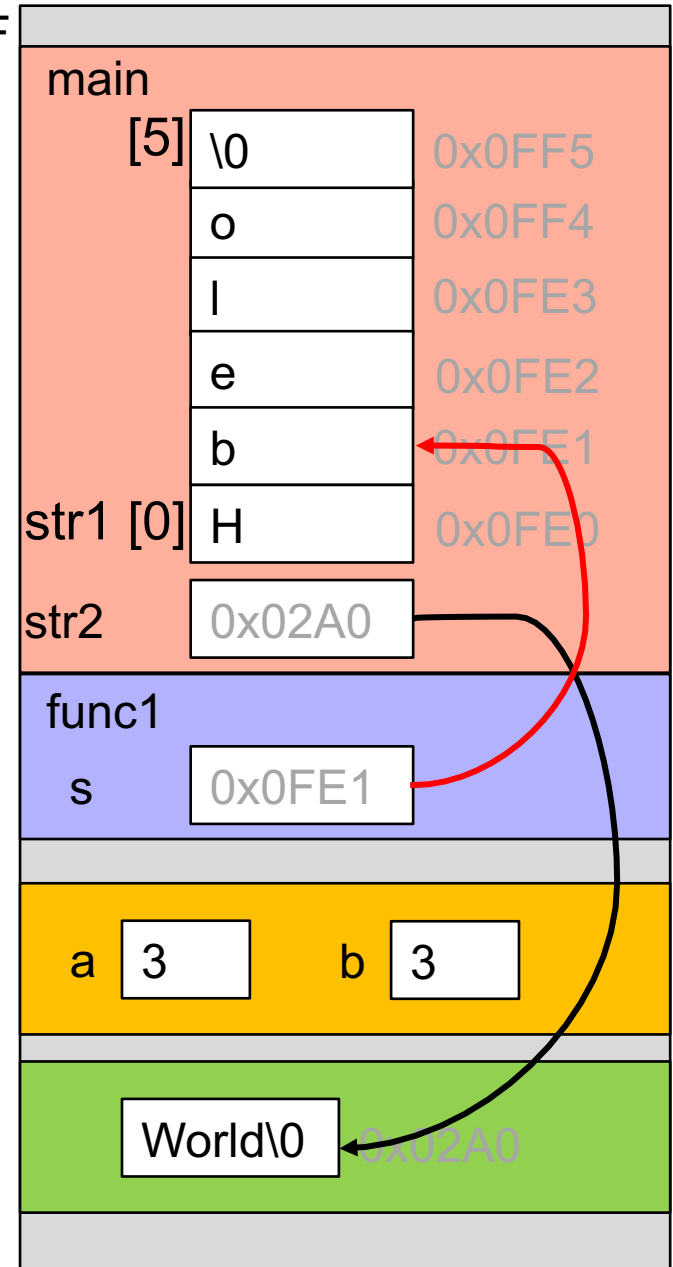 F
main
[5] \0 0x0FF5
o 0x0FF4
l 0x0FE3
e 0x0FE2
b 0x0FE1
str1 [0] H 0x0FE0
str2 0x02A0
func1
s 0x0FE1
a 3 b 3
World\0 0x02A0